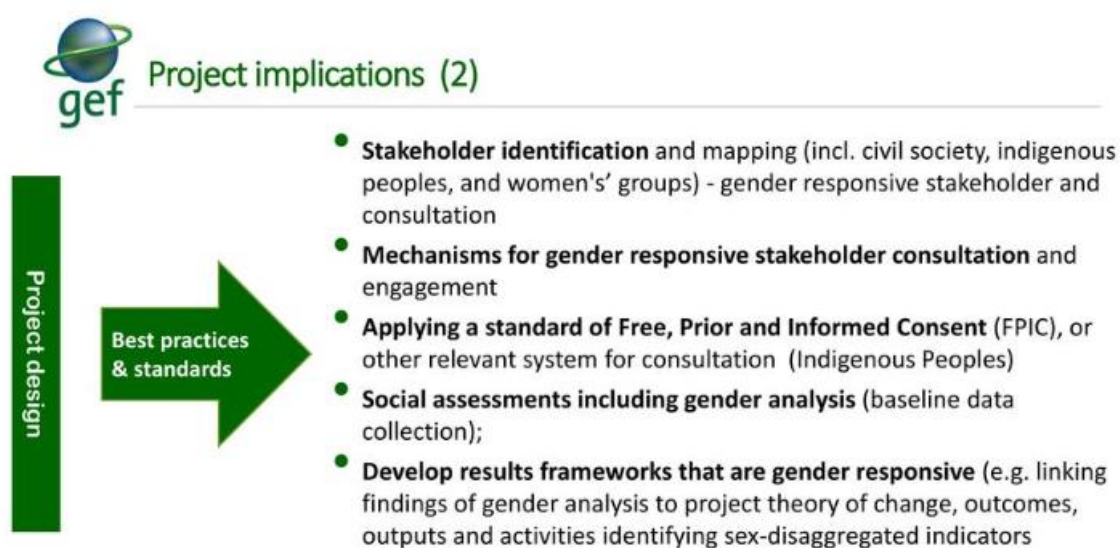 gef
Project implications (2)
Project design
Best practices
& standards
• Stakeholder identification and mapping (incl. civil society, indigenous
peoples, and women's’ groups) - gender responsive stakeholder and
consultation
• Mechanisms for gender responsive stakeholder consultation and
engagement
• Applying a standard of Free, Prior and Informed Consent (FPIC), or
other relevant system for consultation (Indigenous Peoples)
• Social assessments including gender analysis (baseline data
collection);
• Develop results frameworks that are gender responsive (e.g. linking
findings of gender analysis to project theory of change, outcomes,
outputs and activities identifying sex-disaggregated indicators